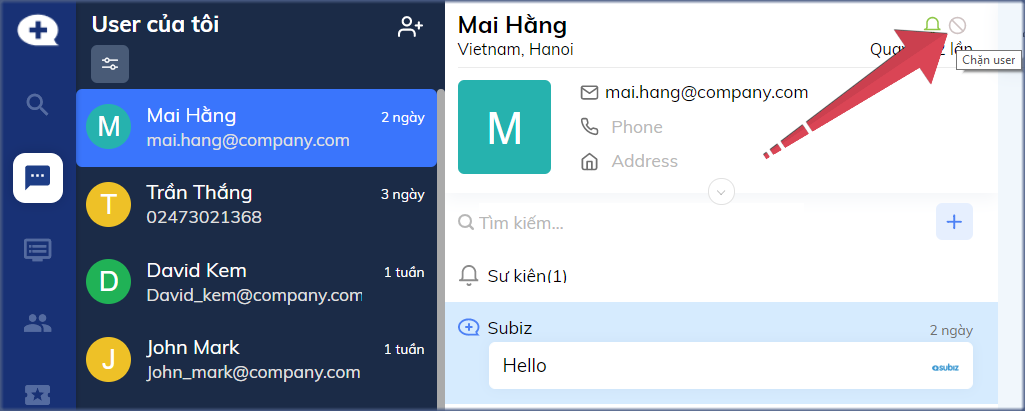 User của tôi
M
Mai Hằng
2 ngày
mai.hang@company.com
T
Trần Thắng
3 ngày
02473021368
D
David Kem
1 tuần
David_kem@company.com
J
John Mark
1 tuần
John_mark@company.com
Mai Hằng
Vietnam, Hanoi
lần
Chặn user
M
mai.hang@company.com
Phone
Address
Tìm kiếm...
Sự kiên(1)
Subiz
2 ngày
Hello
subiz